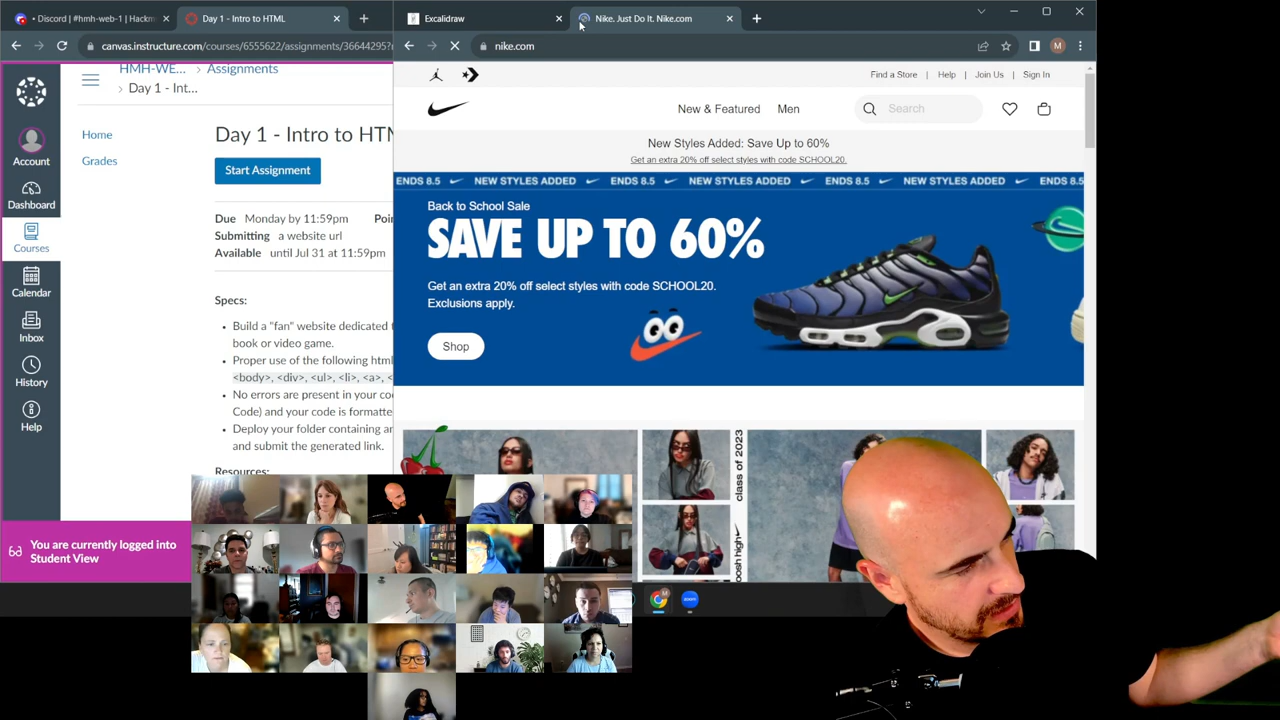 • Discord | #hmh-web-1 | Hackm
Day 1 - Intro to HTML
canvas.instructure.com/courses/6555622/assignments/36644295?
Account
Dashboard
Courses
Calendar
Inbox
History
Help
HMH-WE... > Assignments
> Day 1 - Int...
Home
Grades
Day 1 - Intro to HTM
Start Assignment
Due Monday by 11:59pm Poi
Submitting a website url
Available until Jul 31 at 11:59pm
Specs:
• Build a "fan" website dedicated t
book or video game.
• Proper use of the following html
<body>, <div>, <ul>, <li>, <a>, <
• No errors are present in your co
Code) and your code is formatte
• Deploy your folder containing ar
and submit the generated link.
Resources:
You are currently logged into
Student View
Excalidraw
Nike. Just Do It. Nike.com
nike.com
M
Find a Store | Help | Join Us | Sign In
New & Featured Men
Search
New Styles Added: Save Up to 60%
Get an extra 20% off select styles with code SCHOOL20.
ENDS 8.5 NEW STYLES ADDED ENDS 8.5 NEW STYLES ADDED ENDS 8.5 NEW STYLES ADDED ENDS 8.5
Back to School Sale
SAVE UP TO 60%
Get an extra 20% off select styles with code SCHOOL20.
Exclusions apply.
Shop
class of 2023
oosh high
zoom